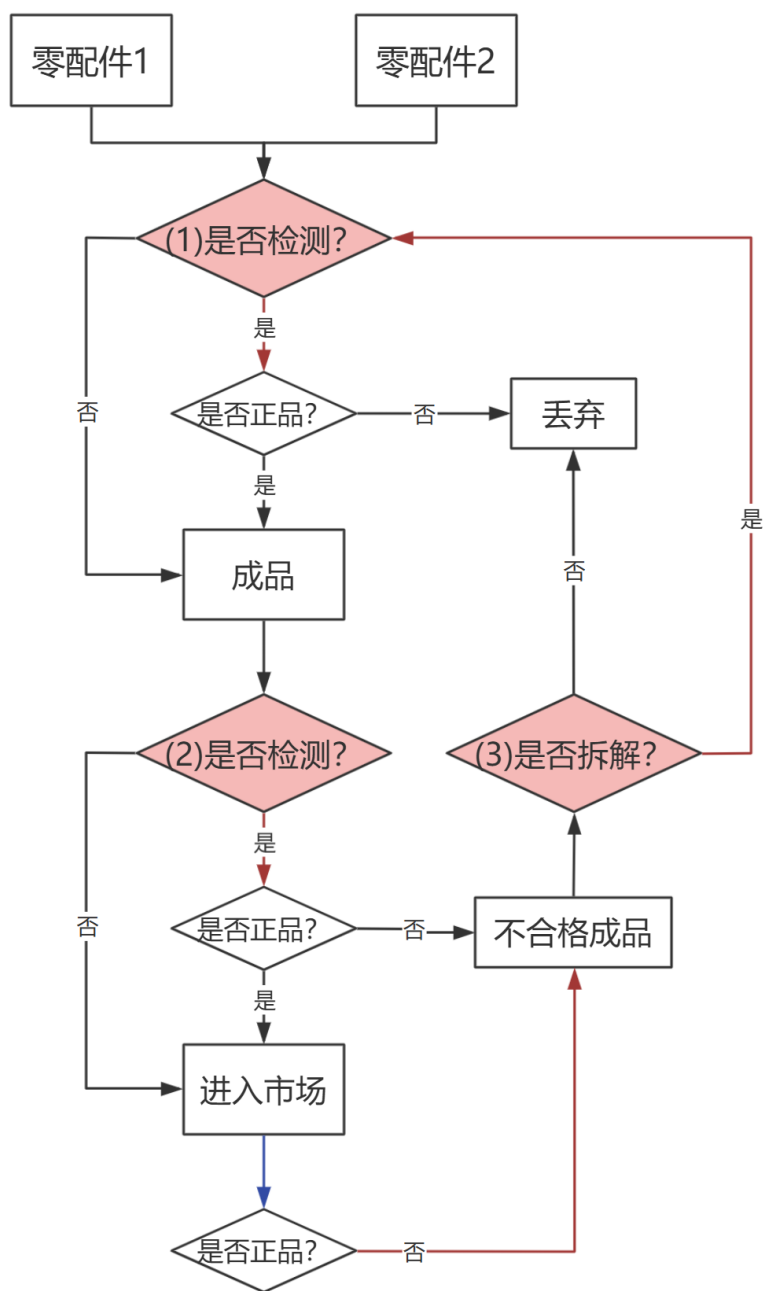 零配件1
零配件2
(1)是否检测?
是
否
是否正品?
否
丢弃
是
是
成品
否
(2)是否检测?
(3)是否拆解?
是
否
是否正品?
否
不合格成品
是
进入市场
是否正品?
否